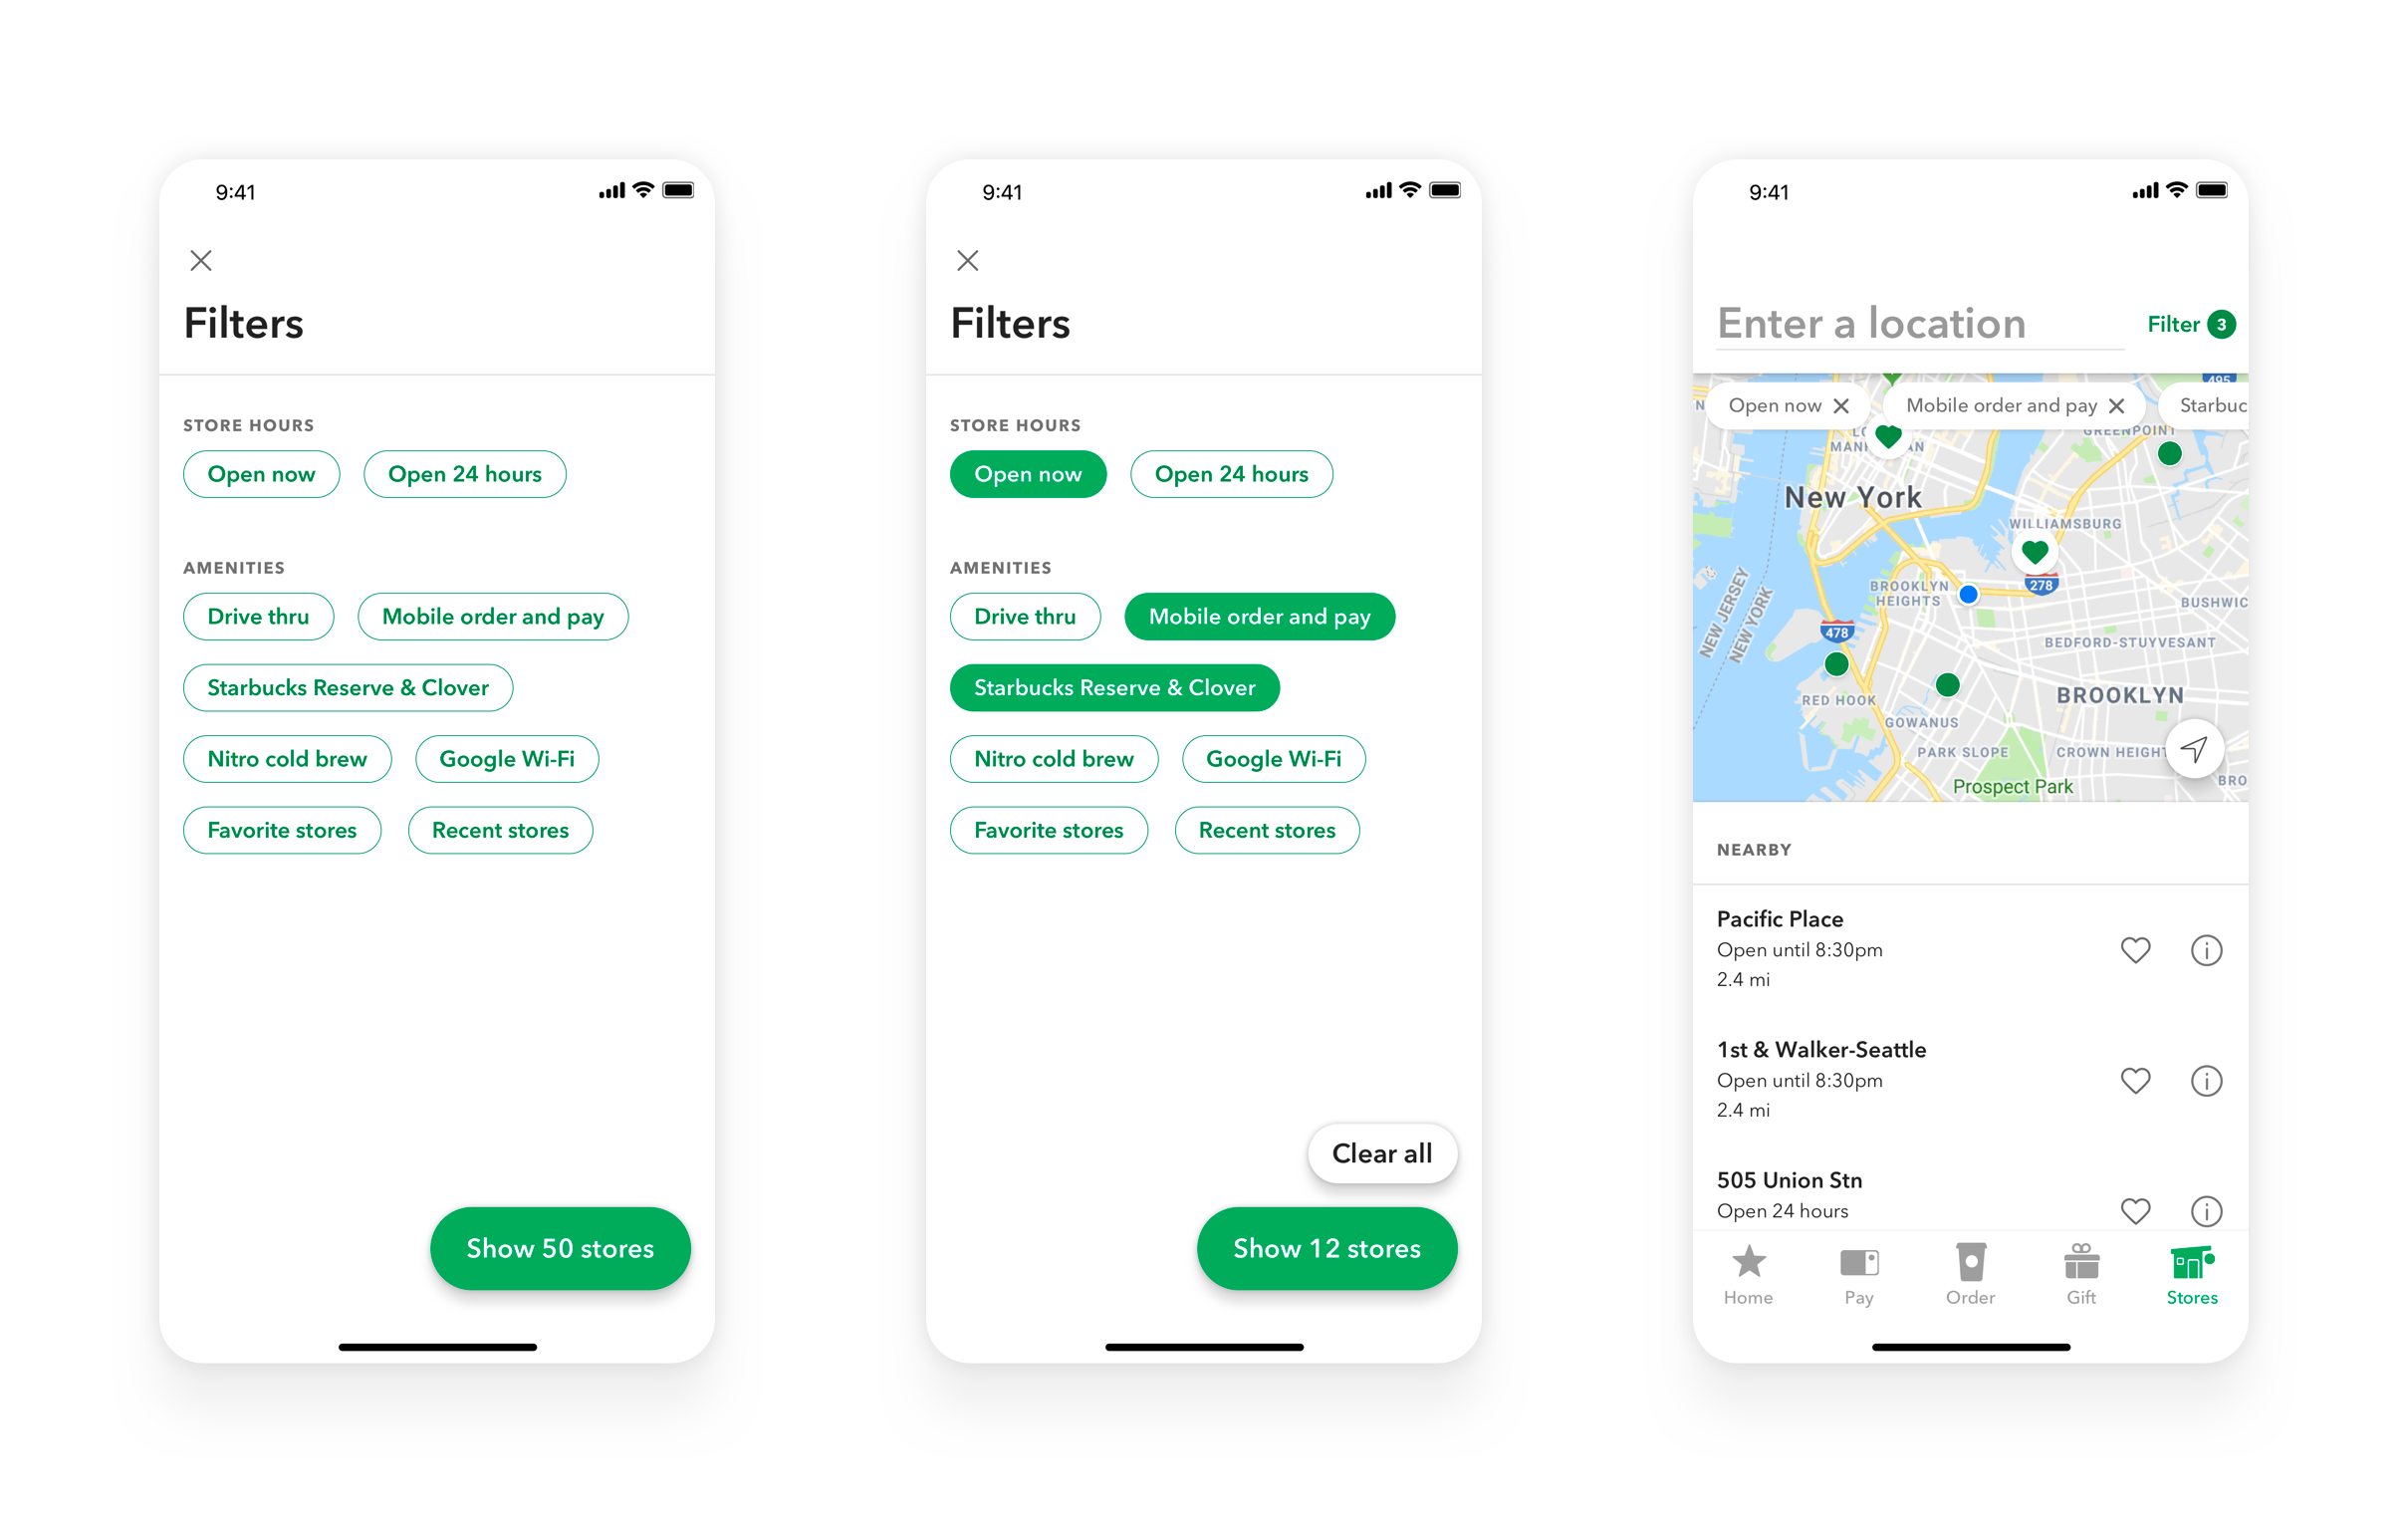 9:41
Filters
STORE HOURS
Open now
Open 24 hours
AMENITIES
Drive thru
Mobile order and pay
Starbucks Reserve & Clover
Nitro cold brew
Google Wi-Fi
Favorite stores
Recent stores
Show 50 stores
9:41
Filters
STORE HOURS
Open now
Open 24 hours
AMENITIES
Drive thru
Mobile order and pay
Starbucks Reserve & Clover
Nitro cold brew
Google Wi-Fi
Favorite stores
Recent stores
Clear all
Show 12 stores
9:41
Enter a location
Filter 3
495
Open now
Mobile order and pay
Starbuc
GREENPOINT
New York
WILLIAMSBURG
278
BROOKLYN
HEIGHTS
BUSHWIC
NEW JERSEY
NEW YORK
478
BEDFORD-STUYVESANT
BROOKLYN
RED HOOK
GOWANUS
PARK SLOPE
CROWN HEIGHT
BRO
Prospect Park
NEARBY
Pacific Place
Open until 8:30pm
2.4 mi
1st & Walker-Seattle
Open until 8:30pm
2.4 mi
505 Union Stn
Open 24 hours
Home
Pay
Order
Gift
Stores